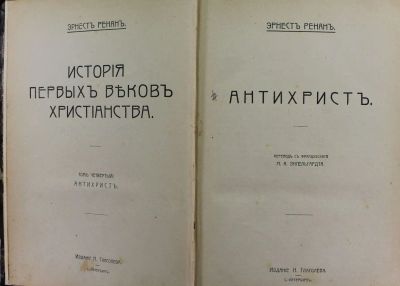 ЭРНЕСТЪ РЕНАНЪ.
ИСТОРІЯ
ПЕРВЫХЪ ВѢКОВЪ
ХРИСТІАНСТВА.
ТОМЪ ЧЕТВЕРТЫЙ
АНТИХРИСТЪ.
Изданіе Н. Глаголева.
С.-Петербургъ.
ЭРНЕСТЪ РЕНАНЪ.
АНТИХРИСТЪ.
ПЕРЕВОДЪ СЪ ФРАНЦУЗСКАГО
М. А. ЭНГЕЛЬГАРДТА.
Изданіе Н. Глаголева.
С.-Петербургъ.